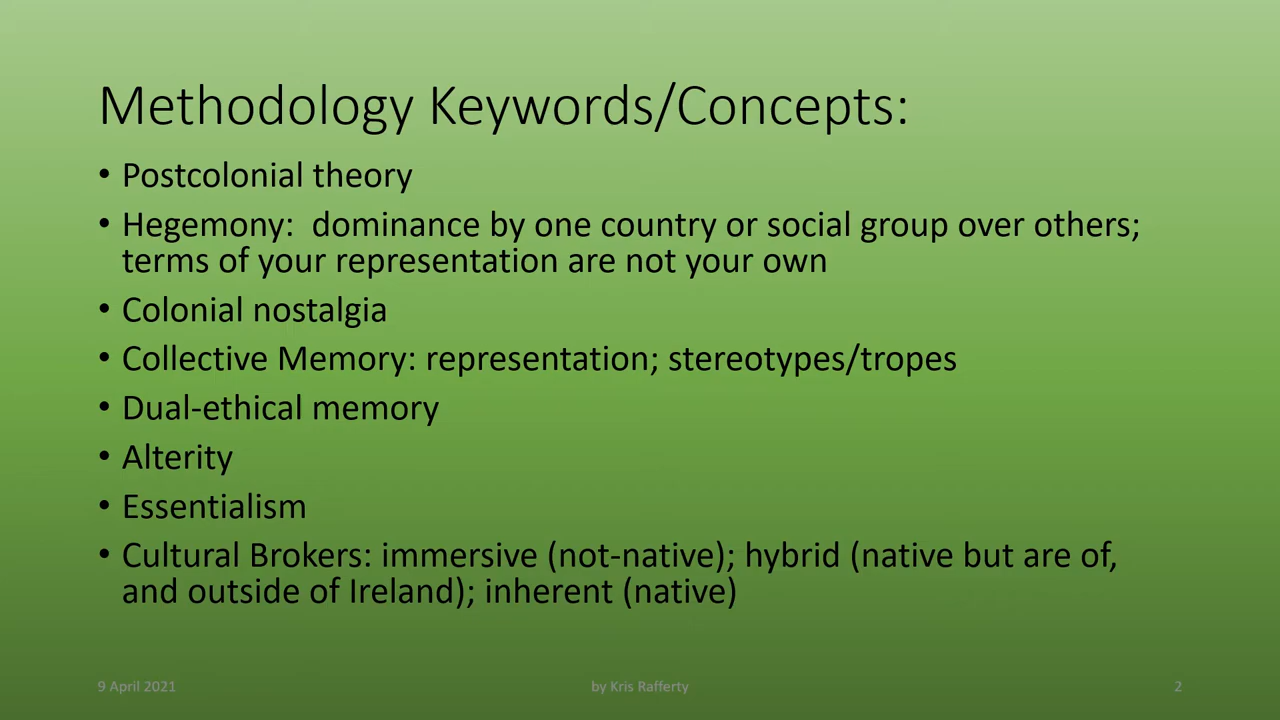 Methodology Keywords/Concepts:
• Postcolonial theory
• Hegemony:  dominance by one country or social group over others;
terms of your representation are not your own
• Colonial nostalgia
• Collective Memory: representation; stereotypes/tropes
• Dual-ethical memory
• Alterity
• Essentialism
• Cultural Brokers: immersive (not-native); hybrid (native but are of,
and outside of Ireland); inherent (native)
9 April 2021
by Kris Rafferty
2